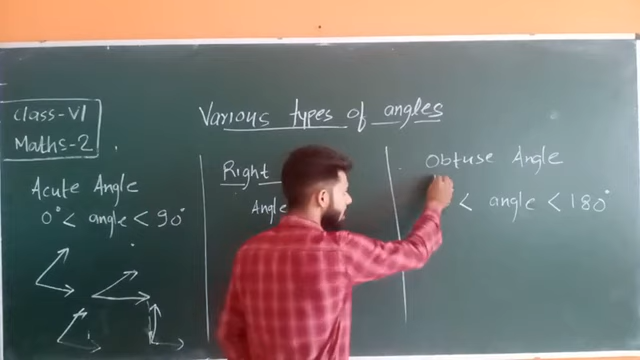 Class-VI
Maths-2
Various types of angles
Acute Angle
0° < angle < 90°
Right
Angle
Obtuse Angle
< angle < 180°